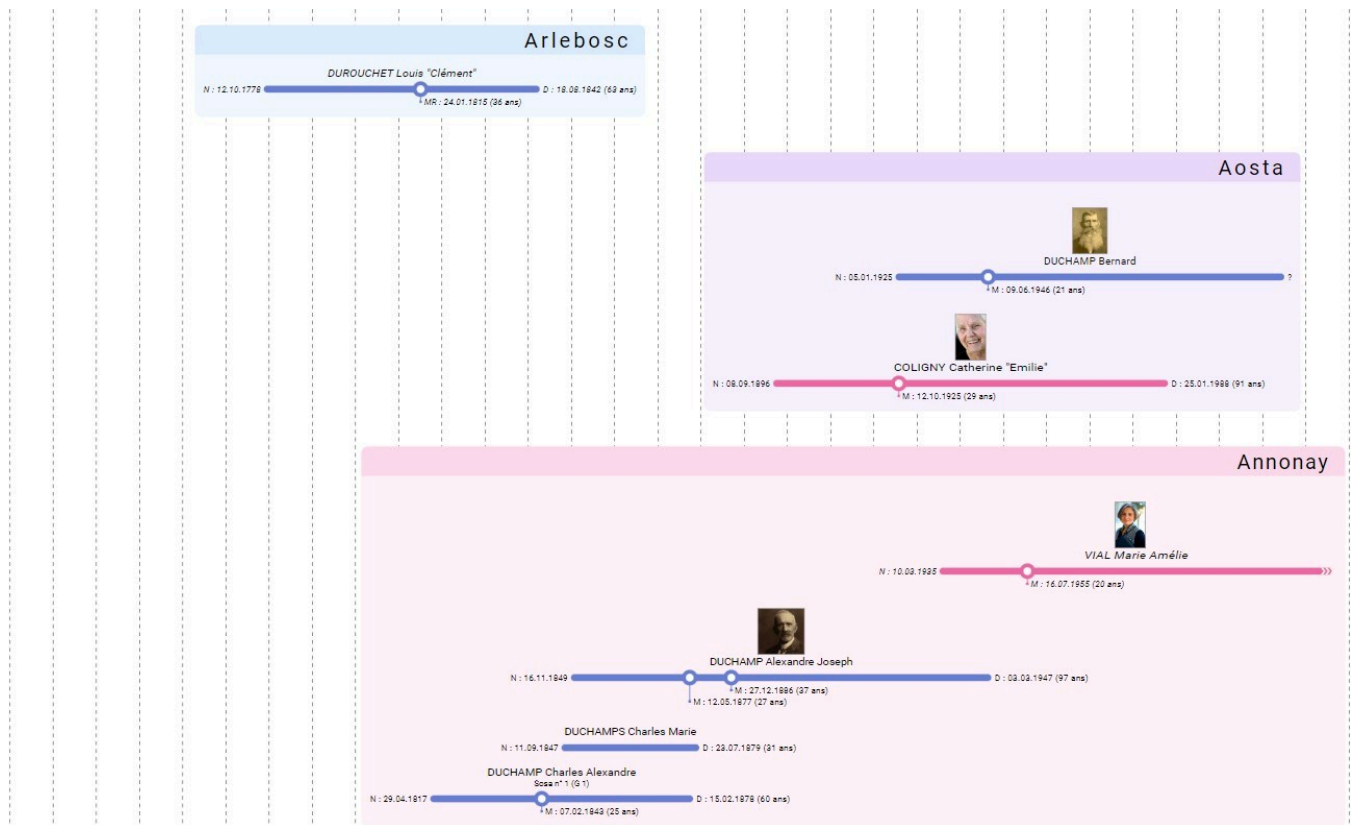 Arlebosc
DUROUCHET Louis "Clément"
N : 12.10.1778
D : 18.08.1842 (63 ans)
MR : 24.01.1815 (36 ans)
Aosta
DUCHAMP Bernard
N : 05.01.1925
?
M : 09.06.1946 (21 ans)
COLIGNY Catherine "Emilie"
N : 08.09.1896
D : 25.01.1988 (91 ans)
M : 12.10.1925 (29 ans)
Annonay
VIAL Marie Amélie
N : 10.03.1935
M : 16.07.1955 (20 ans)
DUCHAMP Alexandre Joseph
N : 16.11.1849
D : 03.03.1947 (97 ans)
M : 27.12.1886 (37 ans)
M : 12.05.1877 (27 ans)
DUCHAMPS Charles Marie
N : 11.09.1847
D : 23.07.1879 (31 ans)
DUCHAMP Charles Alexandre
Sosa n° 1 (G 1)
N : 29.04.1817
D : 15.02.1878 (60 ans)
M : 07.02.1843 (25 ans)